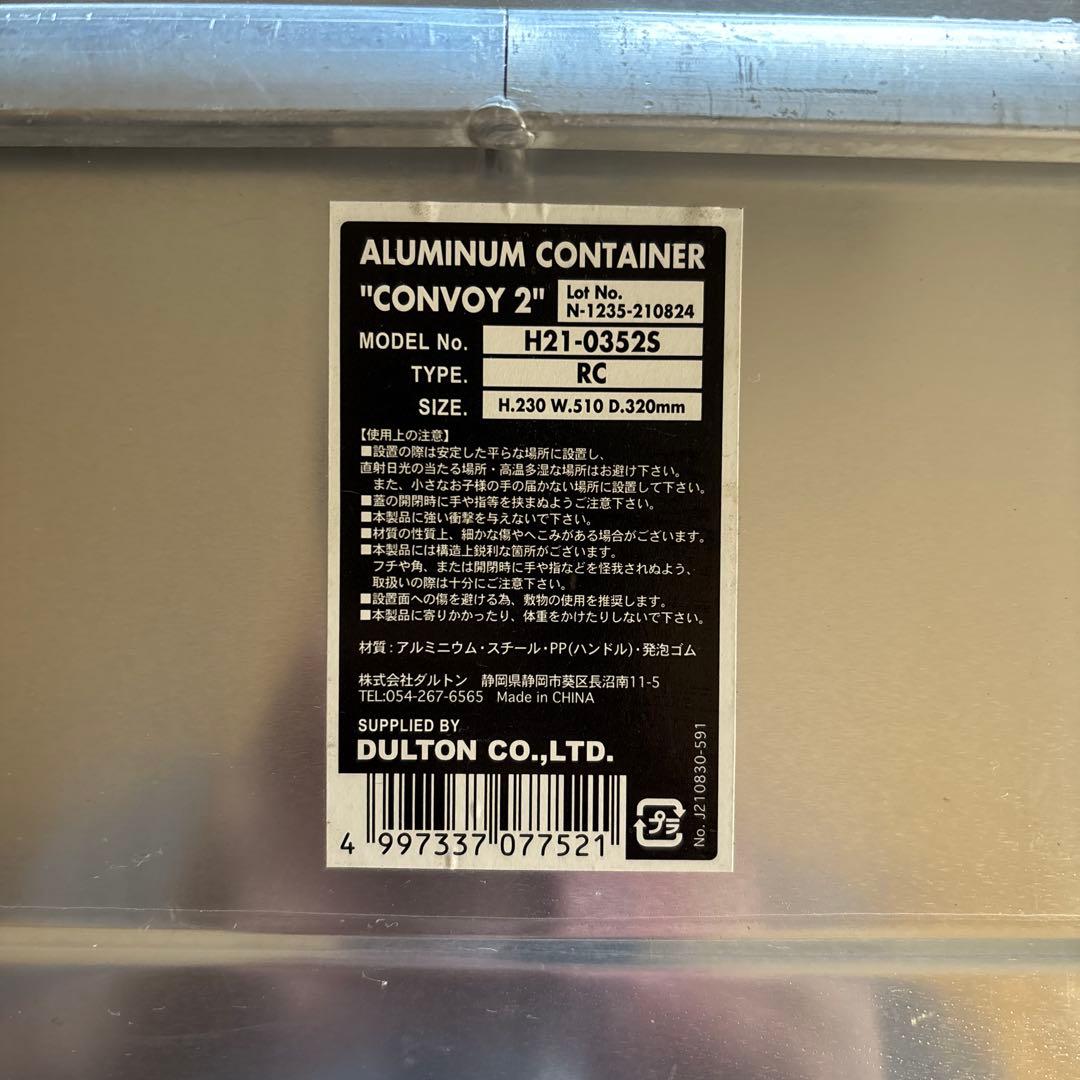 ALUMINUM CONTAINER
"CONVOY 2"
Lot No.
N-1235-210824
MODEL No. H21-0352S
TYPE. RC
SIZE. H.230 W.510 D.320mm
【使用上の注意】
■設置の際は安定した平らな場所に設置し、
直射日光の当たる場所・高温多湿な場所はお避け下さい。
また、小さなお子様の手の届かない場所に設置して下さい。
■蓋の開閉時に手や指等を挟まぬようご注意下さい。
■本製品に強い衝撃を与えないで下さい。
■材質の性質上、細かな傷やへこみがある場合がございます。
■本製品には構造上鋭利な箇所がございます。
フチや角、または開閉時に手や指などを怪我されぬよう、
取扱いの際は十分にご注意下さい。
■設置面への傷を避ける為、敷物の使用を推奨します。
■本製品に寄りかかったり、体重をかけたりしないで下さい。
材質：アルミニウム・スチール・PP(ハンドル)・発泡ゴム
株式会社ダルトン 静岡県静岡市葵区長沼南11-5
TEL:054-267-6565 Made in CHINA
SUPPLIED BY
DULTON CO.,LTD.
4 997337 077521
プラ
No. J210830-591